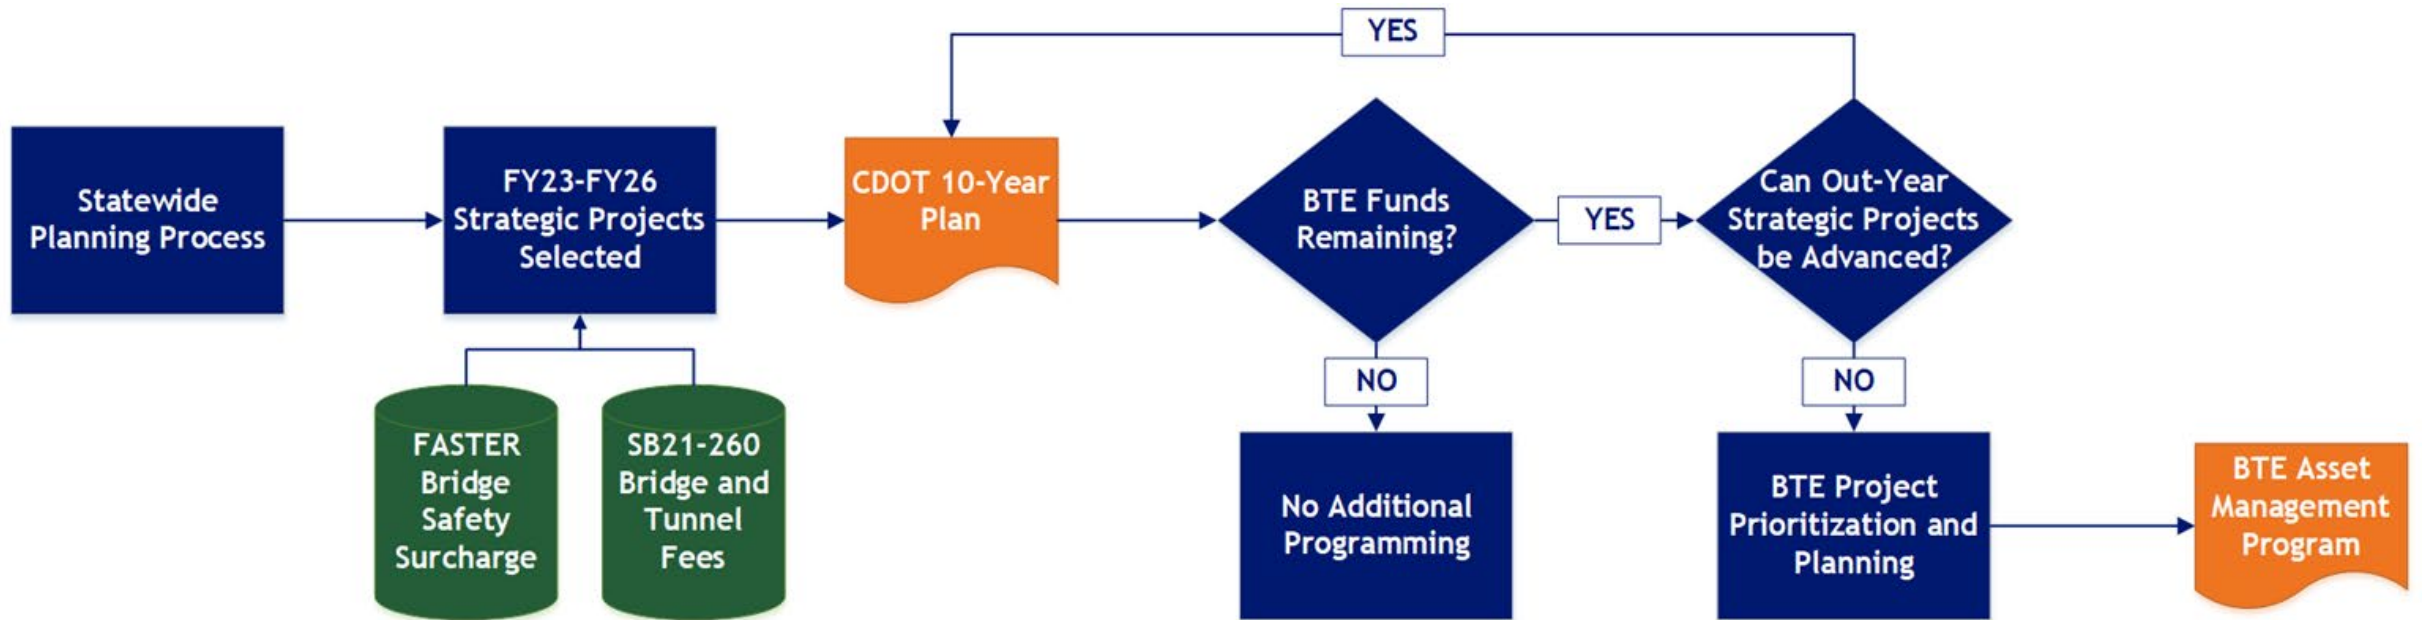 YES
Statewide
Planning Process
FY23-FY26
Strategic Projects
Selected
CDOT 10-Year
Plan
BTE Funds
Remaining?
YES
Can Out-Year
Strategic Projects
be Advanced?
NO
NO
FASTER
Bridge
Safety
Surcharge
SB21-260
Bridge and
Tunnel
Fees
No Additional
Programming
BTE Project
Prioritization and
Planning
BTE Asset
Management
Program